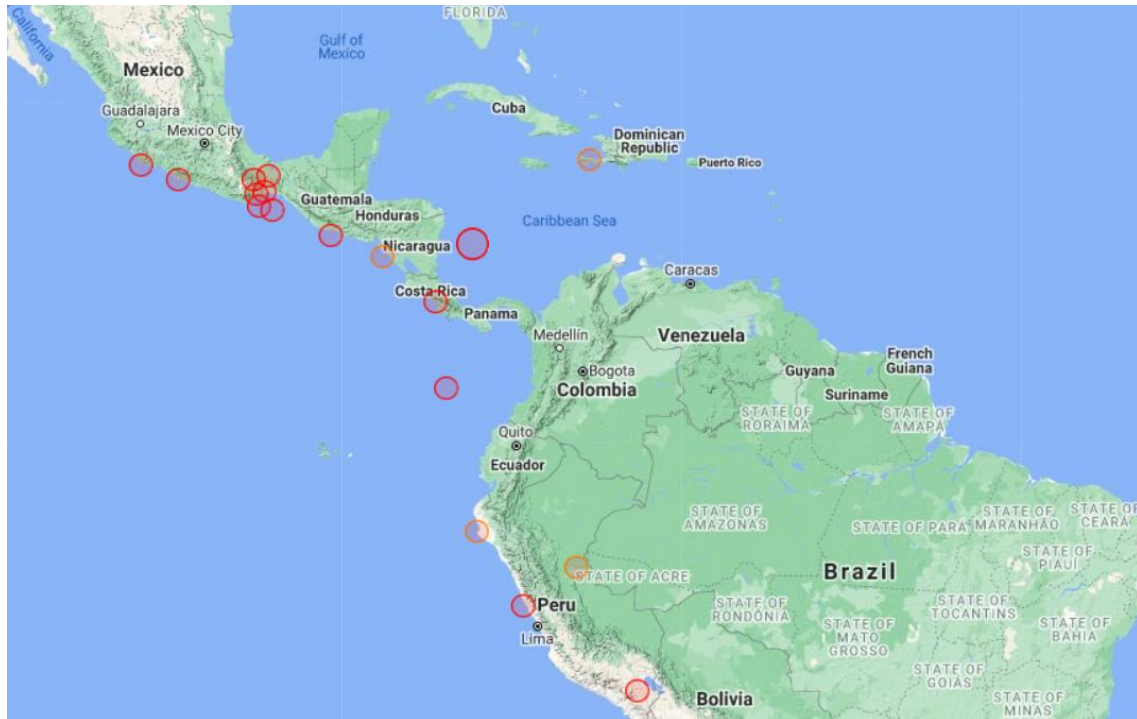 FLORIDA
California
Gulf of
Mexico
Mexico
Guadalajara
Mexico City
Cuba
Dominican
Republic
Puerto Rico
Guatemala
Honduras
Caribbean Sea
Nicaragua
Caracas
Costa Rica
Panama
Medellín
Venezuela
French
Guiana
Guyana
Bogota
Colombia
Suriname
STATE OF
RORAIMA
STATE OF
AMAPÁ
Quito
Ecuador
STATE OF
AMAZONAS
STATE OF PARÁ
STATE OF
MARANHÃO
STATE OF
CEARÁ
STATE OF
PIAUÍ
STATE OF ACRE
Brazil
Peru
Lima
STATE OF
RONDÔNIA
STATE OF
TOCANTINS
STATE OF
MATO
GROSSO
STATE OF
BAHIA
STATE OF
GOIÁS
Bolivia
STATE OF
MINAS